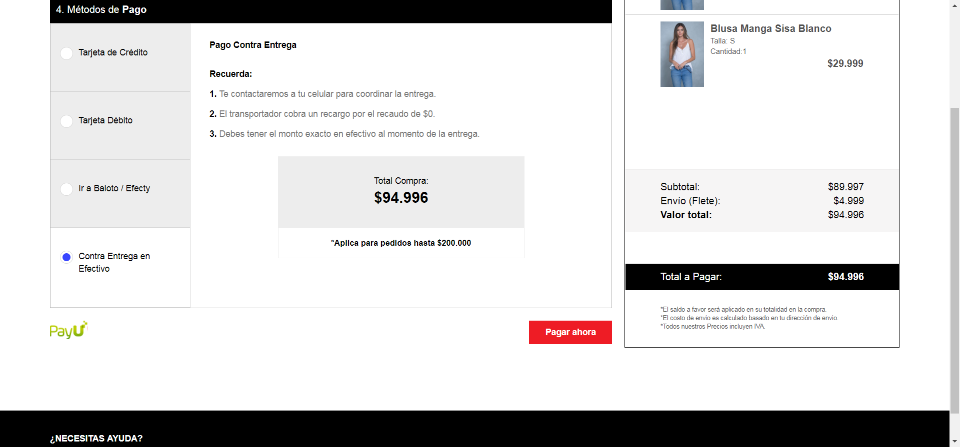 4. Métodos de Pago
Tarjeta de Crédito
Tarjeta Débito
Ir a Baloto / Efecty
Contra Entrega en
Efectivo
Pago Contra Entrega
Recuerda:
1. Te contactaremos a tu celular para coordinar la entrega.
2. El transportador cobra un recargo por el recaudo de $0.
3. Debes tener el monto exacto en efectivo al momento de la entrega.
Total Compra:
$94.996
*Aplica para pedidos hasta $200.000
PayU
Pagar ahora
Blusa Manga Sisa Blanco
Talla: S
Cantidad:1
$29.999
Subtotal: $89.997
Envío (Flete): $4.999
Valor total: $94.996
Total a Pagar: $94.996
*El saldo a favor será aplicado en su totalidad en la compra.
*El costo de envío es calculado basado en tu dirección de envío
*Todos nuestros Precios incluyen IVA.
¿NECESITAS AYUDA?